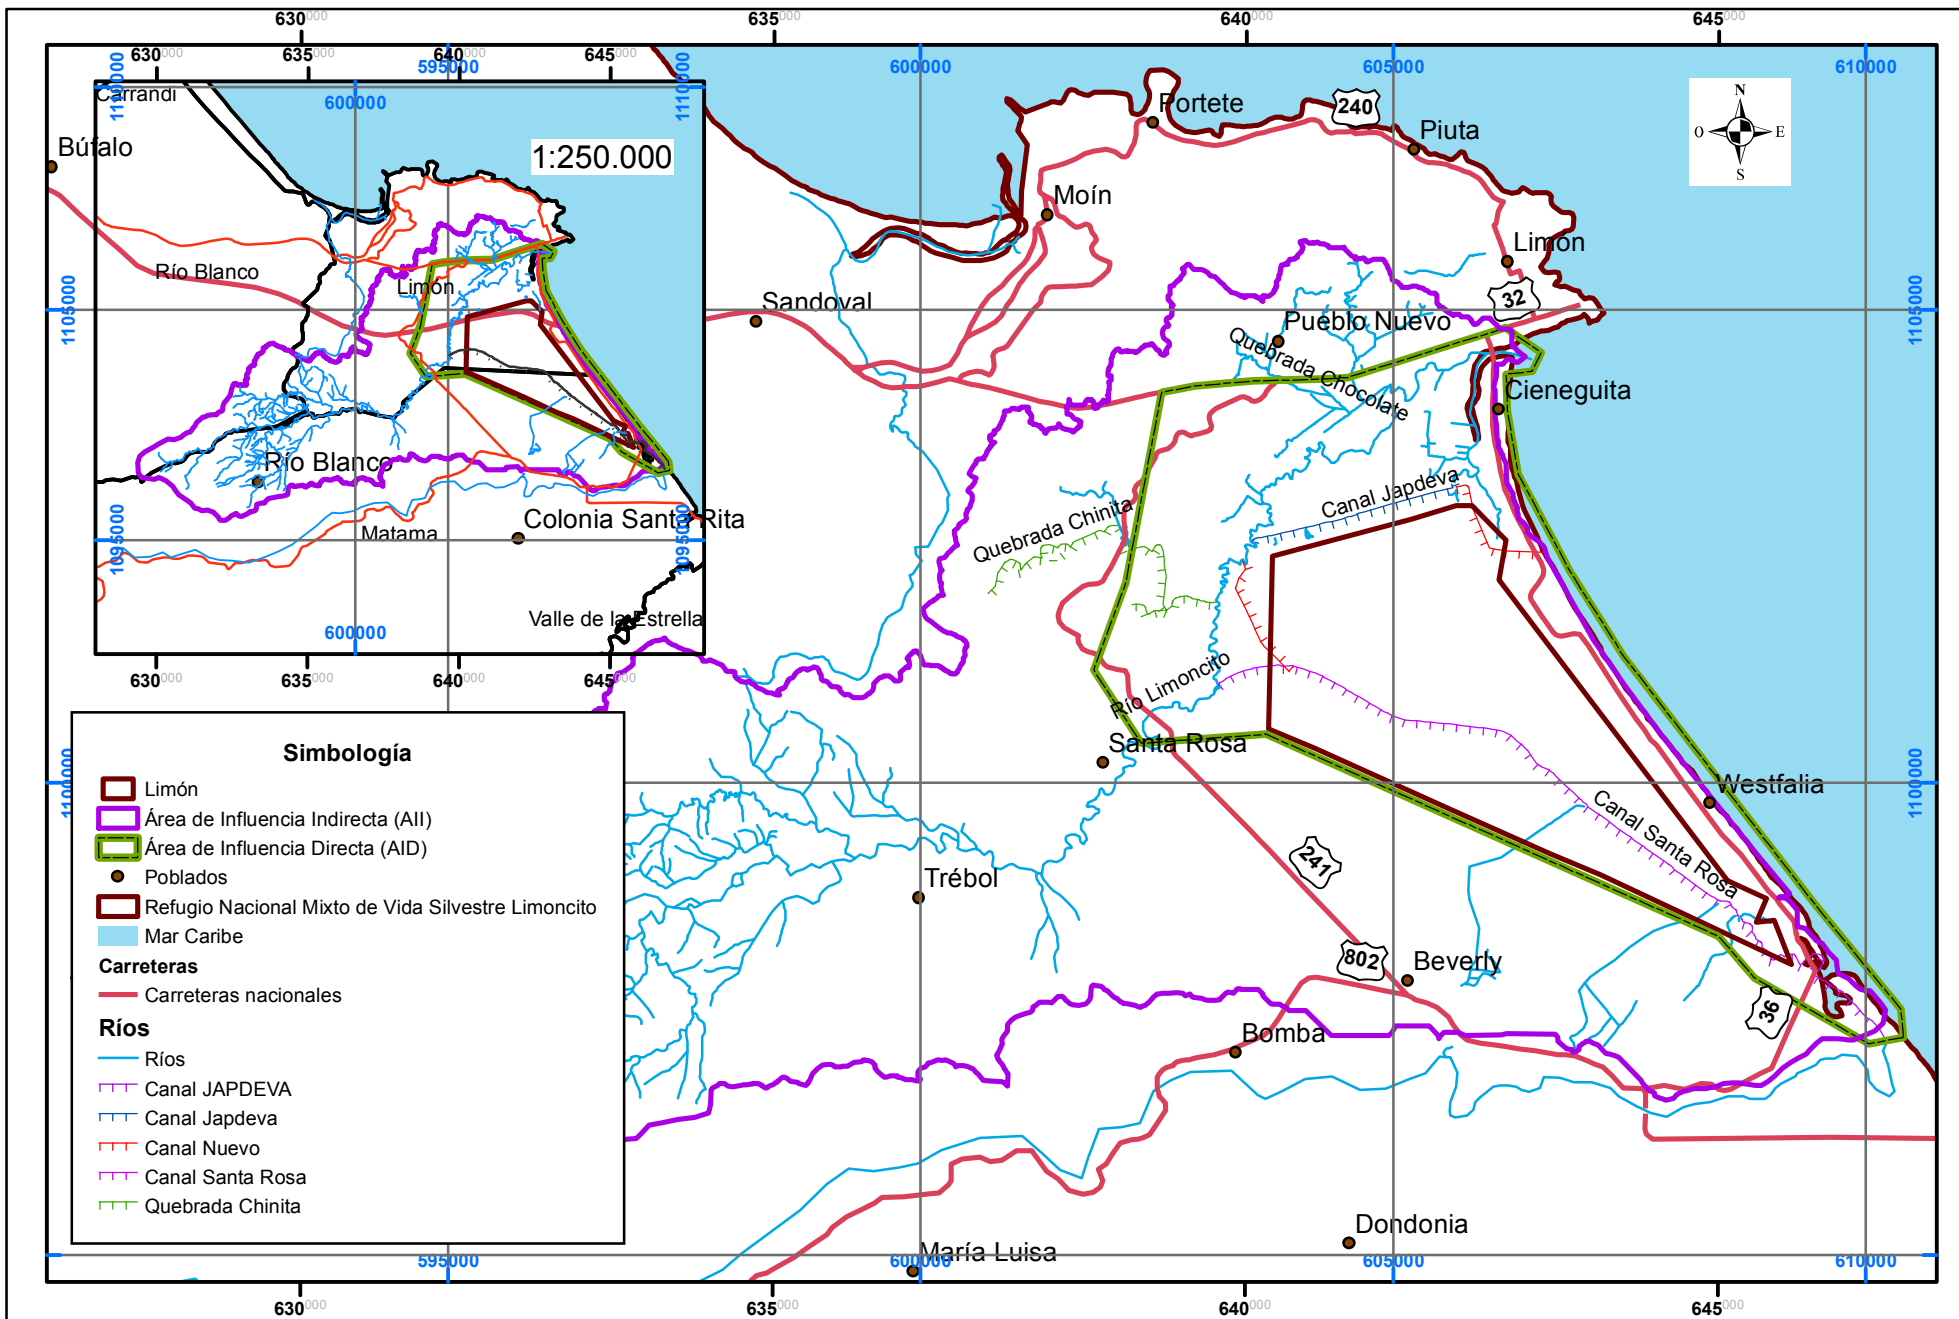 630000
635000
640000
645000
600000
605000
610000
630000
635000
640000
645000
595000
1110000
1110000
600000
Carrandi
1:250.000
Búfalo
Río Blanco
Limón
Río Blanco
Colonia Santa Rita
Matama
Valle de la Estrella
1105000
1095000
1095000
600000
630000
635000
640000
645000
N
O
E
S
Portete
240
Piuta
Moín
Limón
32
Sandoval
Pueblo Nuevo
Quebrada Chocolate
Cieneguita
1105000
Canal Japdeva
Quebrada Chinita
Río Limoncito
Santa Rosa
Westfalia
Canal Santa Rosa
1100000
1100000
241
Trébol
802
Beverly
36
Bomba
Dondonia
María Luisa
Simbología
Limón
Área de Influencia Indirecta (AII)
Área de Influencia Directa (AID)
Poblados
Refugio Nacional Mixto de Vida Silvestre Limoncito
Mar Caribe
Carreteras
Carreteras nacionales
Ríos
Ríos
Canal JAPDEVA
Canal Japdeva
Canal Nuevo
Canal Santa Rosa
Quebrada Chinita
595000
600000
605000
610000
630000
635000
640000
645000